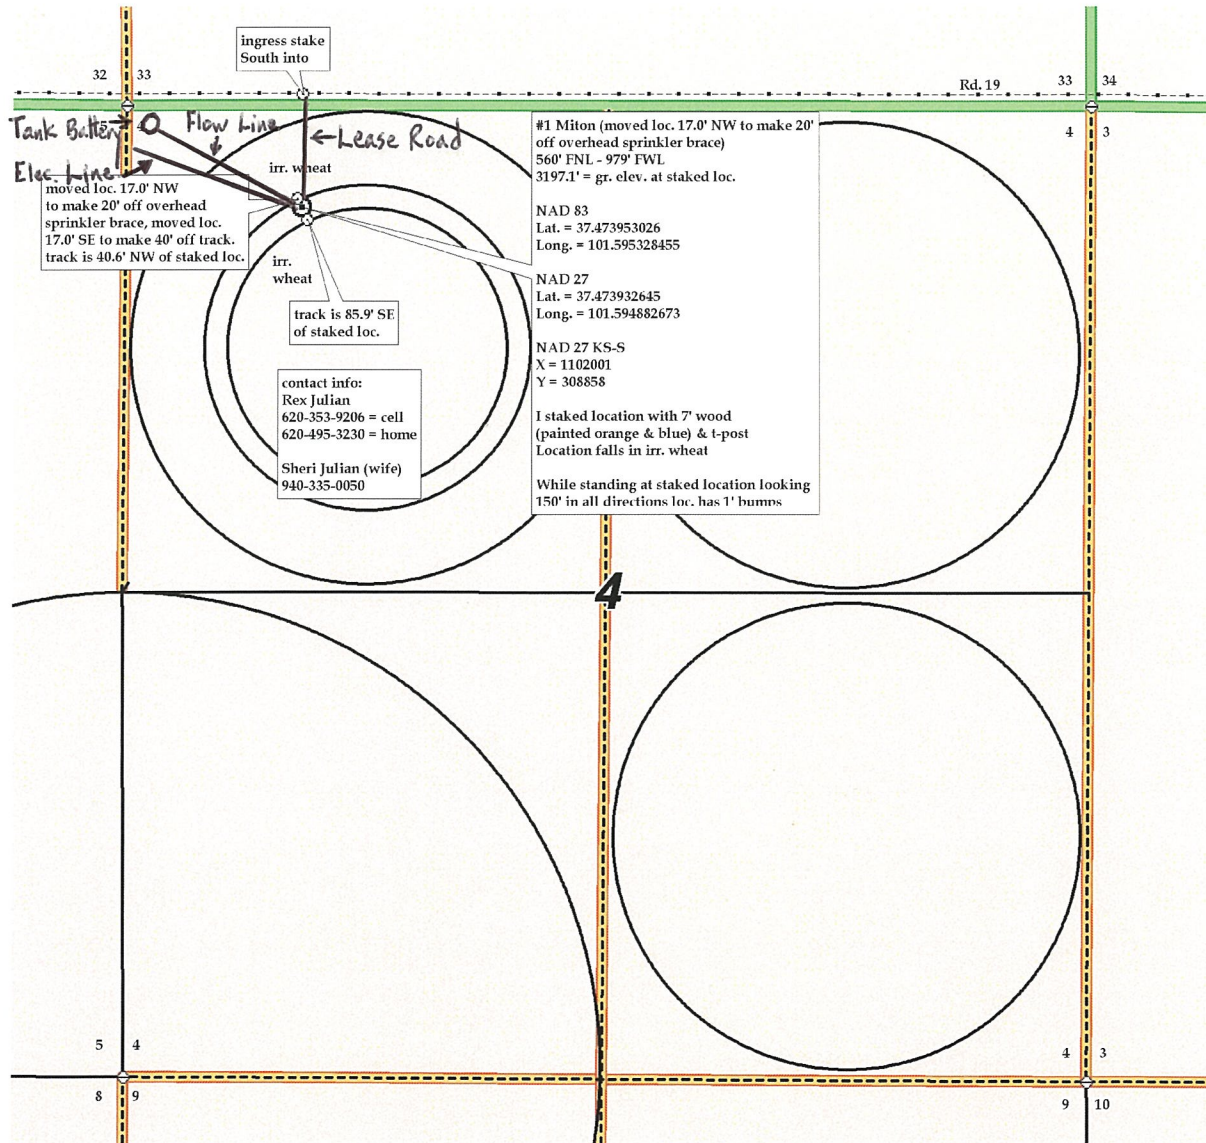 ingress stake
South into
32 33
Rd. 19
33 34
Tank Battery
Flow Line
Lease Road
4 3
Elec. Line
irr. wheat
moved loc. 17.0' NW
to make 20' off overhead
sprinkler brace, moved loc.
17.0' SE to make 40' off track.
track is 40.6' NW of staked loc.
irr.
wheat
track is 85.9' SE
of staked loc.
contact info:
Rex Julian
620-353-9206 = cell
620-495-3230 = home
Sheri Julian (wife)
940-335-0050
#1 Miton (moved loc. 17.0' NW to make 20'
off overhead sprinkler brace)
560' FNL - 979' FWL
3197.1' = gr. elev. at staked loc.
NAD 83
Lat. = 37.473953026
Long. = 101.595328455
NAD 27
Lat. = 37.473932645
Long. = 101.594882673
NAD 27 KS-S
X = 1102001
Y = 308858
I staked location with 7' wood
(painted orange & blue) & t-post
Location falls in irr. wheat
While standing at staked location looking
150' in all directions loc. has 1' bumps
4
5 4
4 3
8 9
9 10